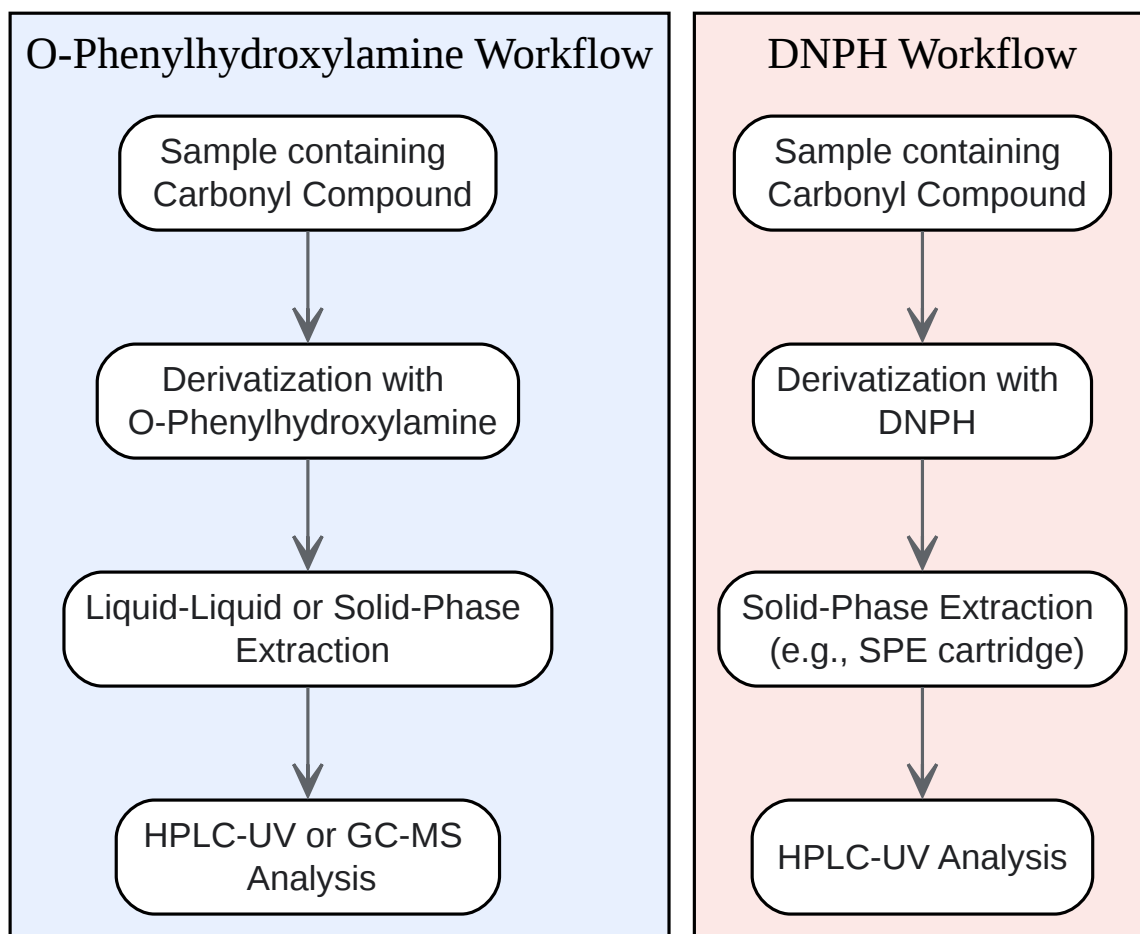 O-Phenylhydroxylamine Workflow
Sample containing
Carbonyl Compound
Derivatization with
O-Phenylhydroxylamine
Liquid-Liquid or Solid-Phase
Extraction
HPLC-UV or GC-MS
Analysis
DNPH Workflow
Sample containing
Carbonyl Compound
Derivatization with
DNPH
Solid-Phase Extraction
(e.g., SPE cartridge)
HPLC-UV Analysis